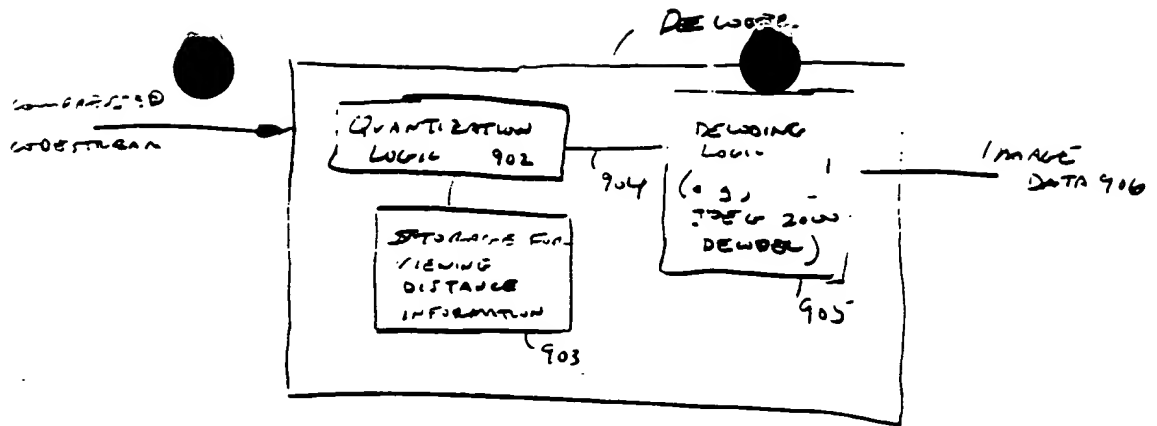 DECODER
COMPRESSED
CODESTREAM
QUANTIZATION
LOGIC 902
904
STORAGE FOR
VIEWING
DISTANCE
INFORMATION
903
DECODING
LOGIC
(e.g.,
JPEG 2000
DECODER)
905
IMAGE
DATA 906